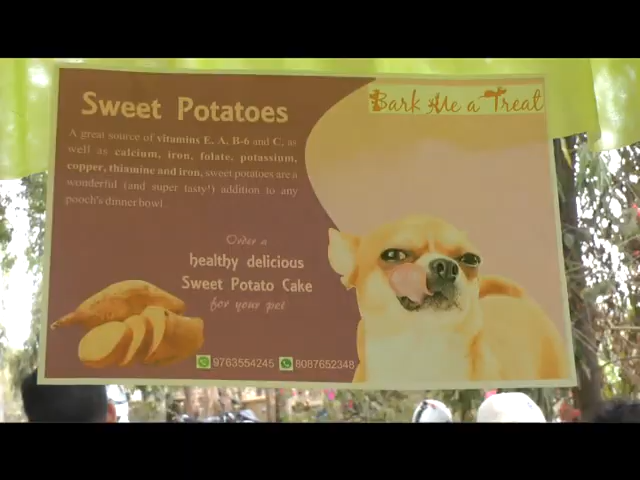 Sweet Potatoes
Bark Me a Treat
A great source of vitamins E, A, B-6 and C, as
well as calcium, iron, folate, potassium,
copper, thiamine and iron, sweet potatoes are a
wonderful (and super tasty!) addition to any
pooch's dinner bowl
Order a
healthy delicious
Sweet Potato Cake
for your pet
9763554245 8087652348